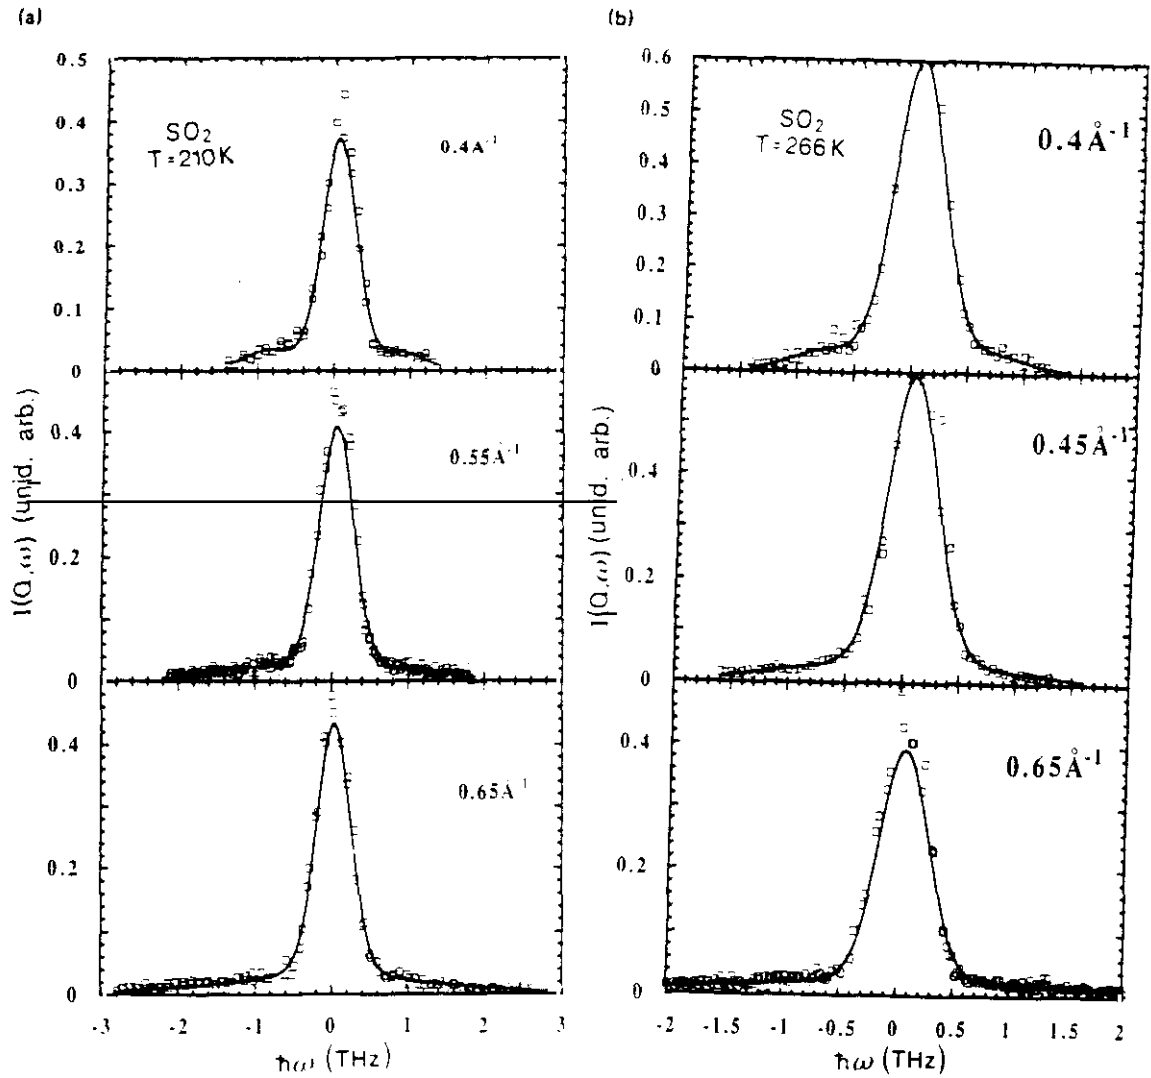 (a)
(b)
0.5
0.4
0.3
0.2
0.1
0
SO2
T=210K
0.4A-1
0.6
0.5
0.4
0.3
0.2
0.1
0
SO2
T=266K
0.4Å-1
0.4
0.2
0
0.55A-1
0.4
0.2
0
0.45Å-1
I(Q,ω) (unid. arb.)
I(Q,ω) (unid. arb.)
0.4
0.2
0
0.65A-1
0.4
0.2
0
0.65Å-1
-3 -2 -1 0 1 2 3
ħω (THz)
-2 -1.5 -1 -0.5 0 0.5 1 1.5 2
ħω (THz)